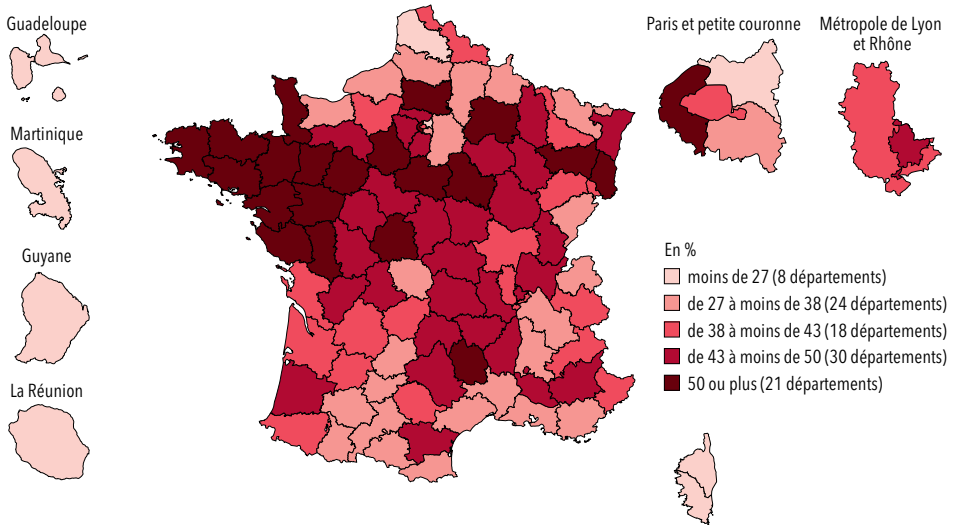 Guadeloupe
Martinique
Guyane
La Réunion
Paris et petite couronne
Métropole de Lyon
et Rhône
En %
moins de 27 (8 départements)
de 27 à moins de 38 (24 départements)
de 38 à moins de 43 (18 départements)
de 43 à moins de 50 (30 départements)
50 ou plus (21 départements)